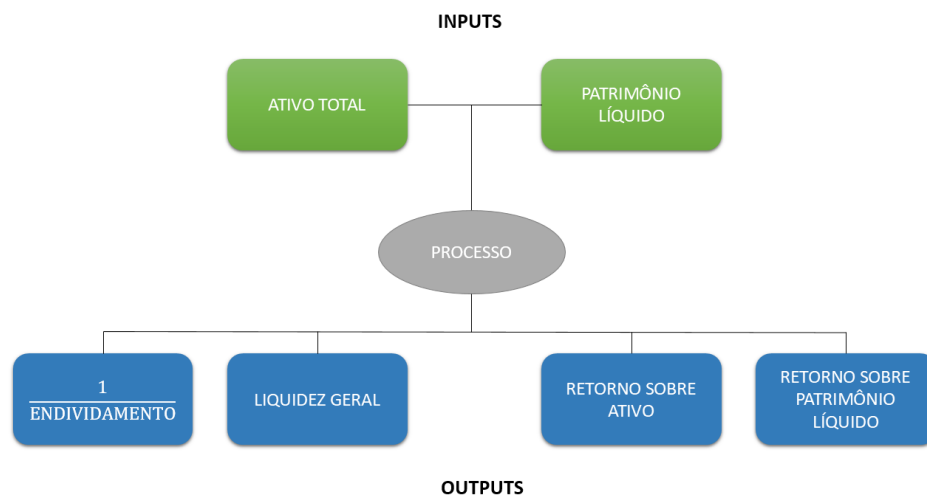 INPUTS
ATIVO TOTAL
PATRIMÔNIO
LÍQUIDO
PROCESSO
1
ENDIVIDAMENTO
LIQUIDEZ GERAL
RETORNO SOBRE
ATIVO
RETORNO SOBRE
PATRIMÔNIO
LÍQUIDO
OUTPUTS